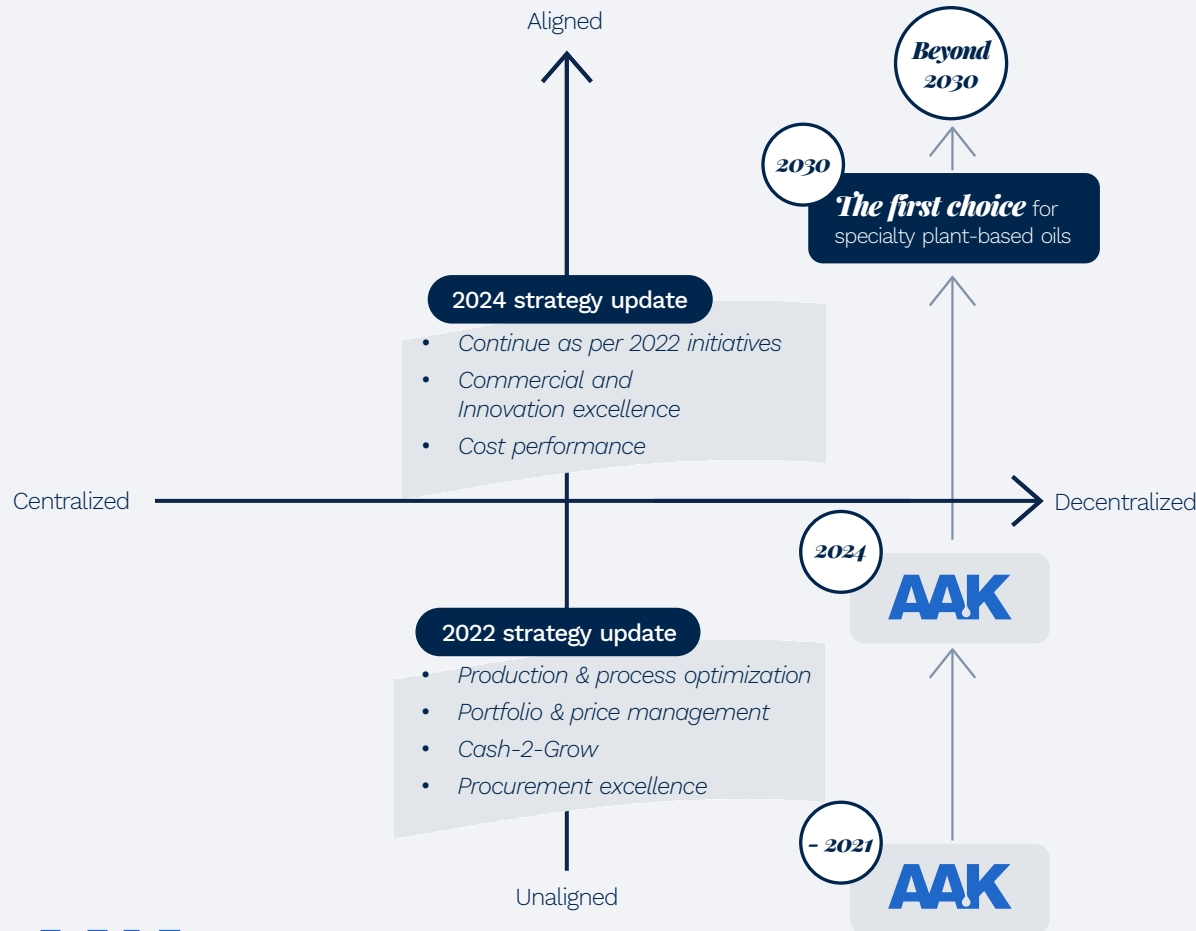 Aligned
Beyond
2030
2030
The first choice for
specialty plant-based oils
2024 strategy update
• Continue as per 2022 initiatives
• Commercial and
Innovation excellence
• Cost performance
Centralized
Decentralized
2024
AAK
2022 strategy update
• Production & process optimization
• Portfolio & price management
• Cash-2-Grow
• Procurement excellence
– 2021
AAK
Unaligned